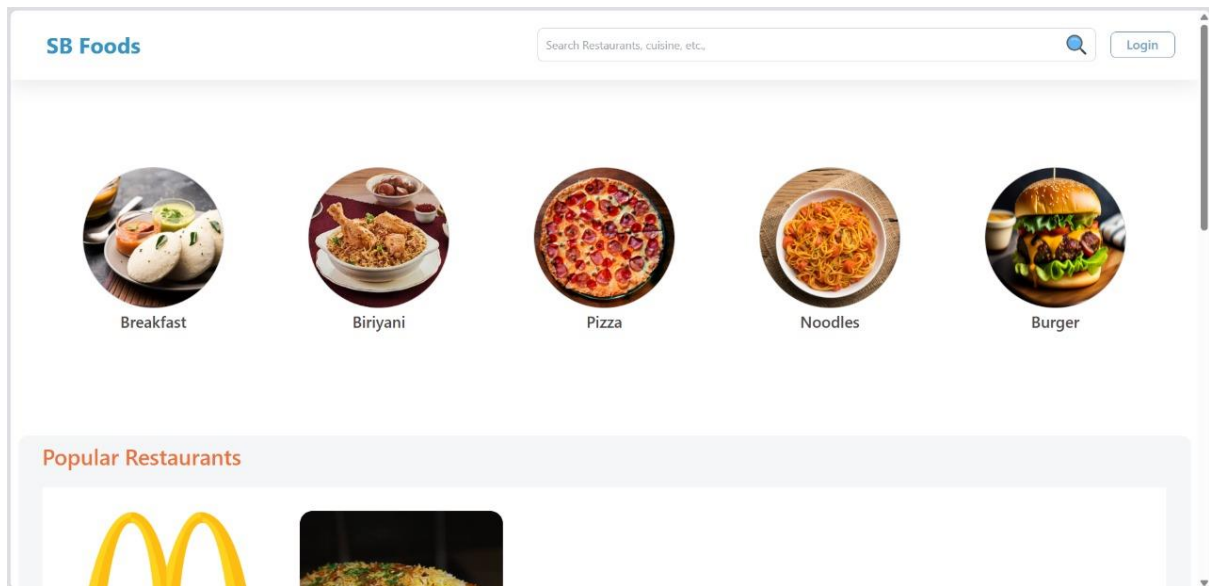 SB Foods
Search Restaurants, cuisine, etc.,
Login
Breakfast
Biriyani
Pizza
Noodles
Burger
Popular Restaurants